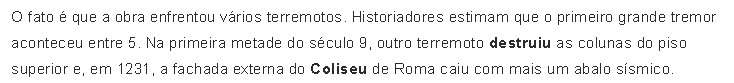 O fato é que a obra enfrentou vários terremotos. Historiadores estimam que o primeiro grande tremor
aconteceu entre 5. Na primeira metade do século 9, outro terremoto destruiu as colunas do piso
superior e, em 1231, a fachada externa do Coliseu de Roma caiu com mais um abalo sísmico.